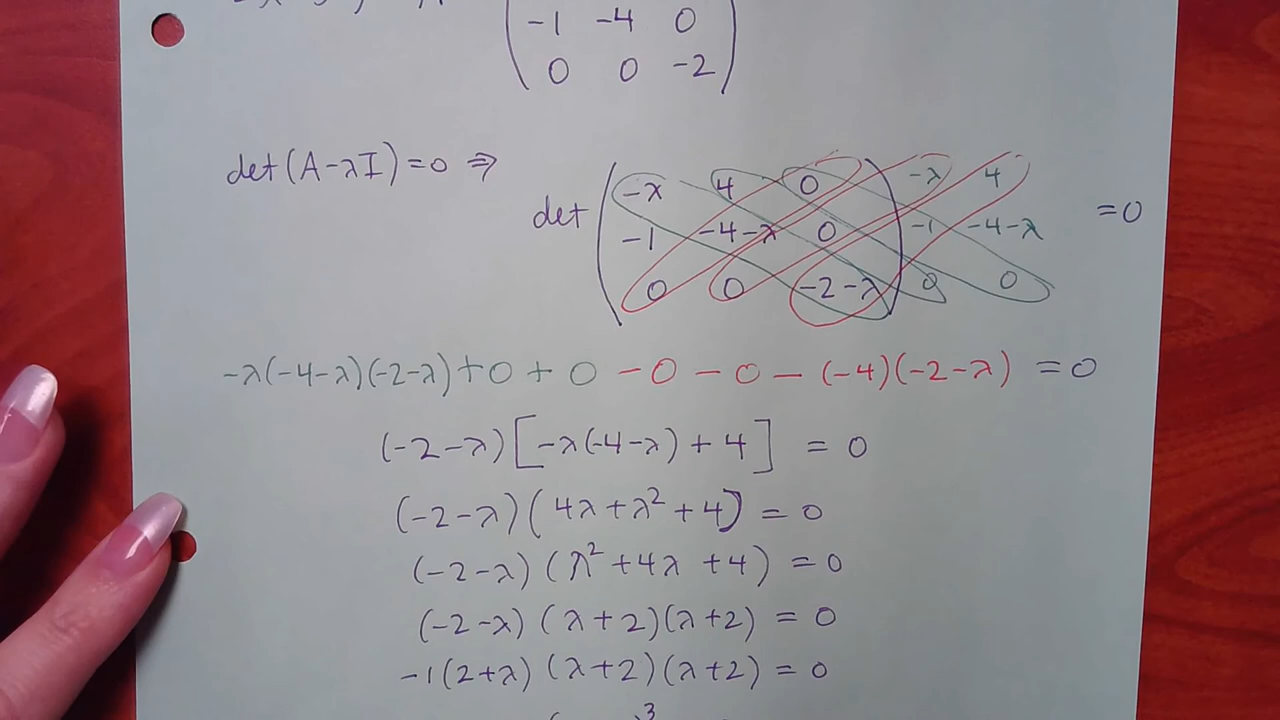 -1 -4 0
0 0 -2
det(A-λI)=0 ⇒
-λ 4 0 -λ 4
det -1 -4-λ 0 -1 -4-λ =0
0 0 -2-λ 0 0
-λ(-4-λ)(-2-λ)+0+0-0-0-(-4)(-2-λ)=0
(-2-λ)[-λ(-4-λ)+4]=0
(-2-λ)(4λ+λ²+4)=0
(-2-λ)(λ²+4λ+4)=0
(-2-λ)(λ+2)(λ+2)=0
-1(2+λ)(λ+2)(λ+2)=0